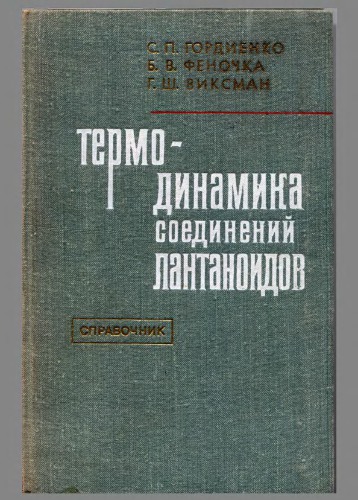 С. П. ГОРДИЕНКО
Б. В. ФЕНОЧКА
Г. Ш. ВИКСМАН
ТЕРМО-
ДИНАМИКА
СОЕДИНЕНИЙ
ЛАНТАНОИДОВ
СПРАВОЧНИК